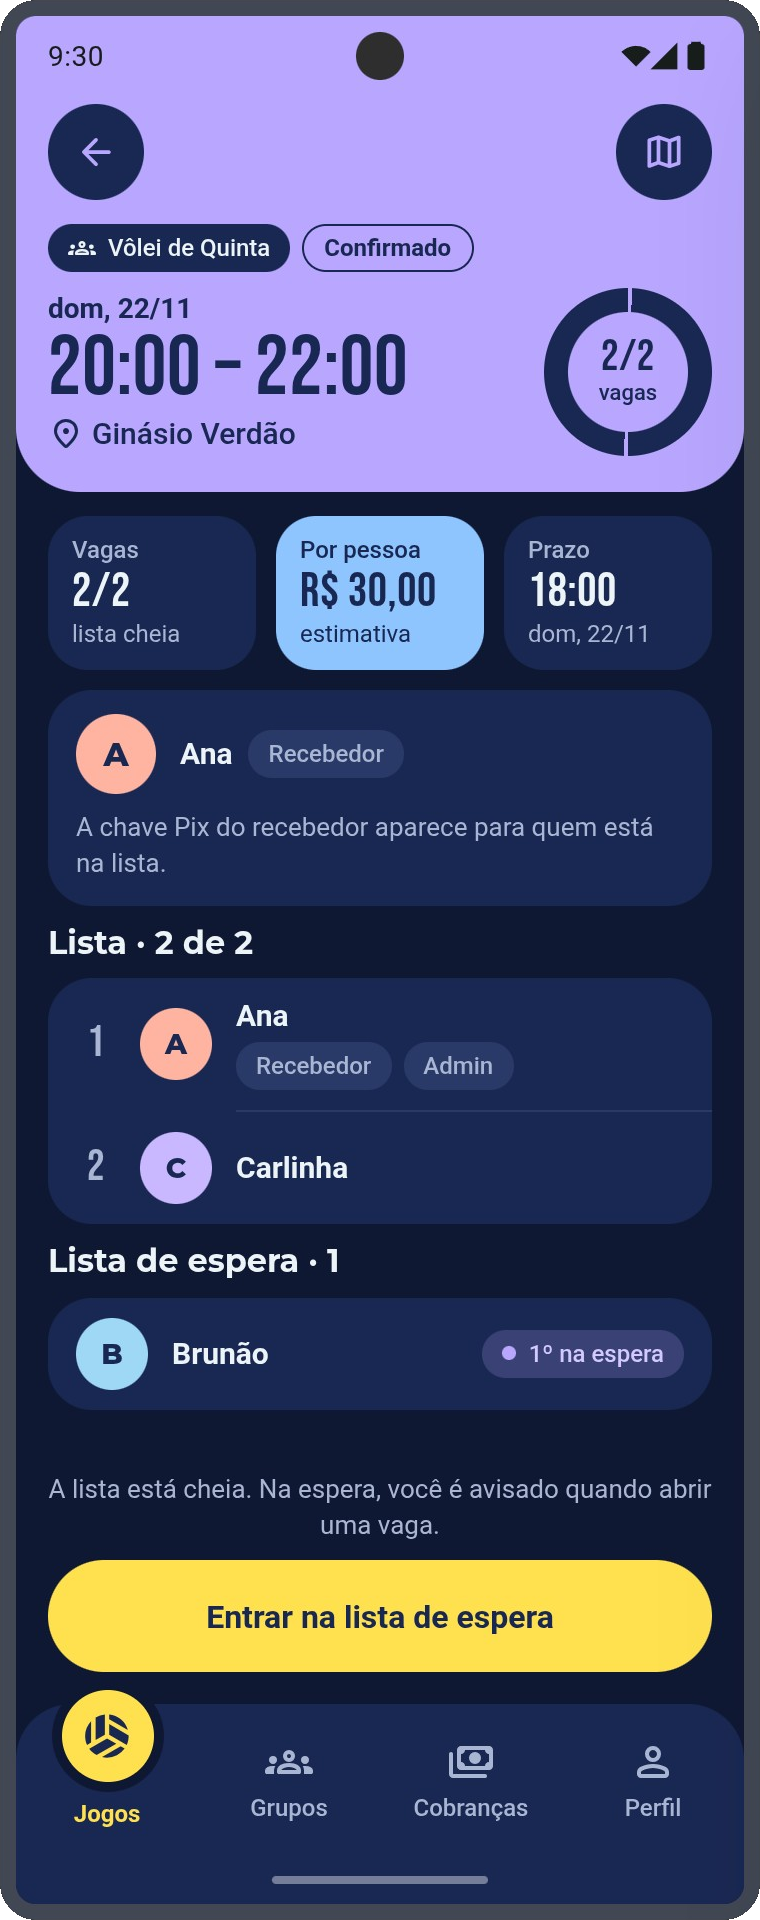 9:30
Vôlei de Quinta
Confirmado
dom, 22/11
20:00 – 22:00
Ginásio Verdão
2/2
vagas
Vagas
2/2
lista cheia
Por pessoa
R$ 30,00
estimativa
Prazo
18:00
dom, 22/11
A
Ana
Recebedor
A chave Pix do recebedor aparece para quem está
na lista.
Lista · 2 de 2
1
A
Ana
Recebedor
Admin
2
C
Carlinha
Lista de espera · 1
B
Brunão
1º na espera
A lista está cheia. Na espera, você é avisado quando abrir
uma vaga.
Entrar na lista de espera
Jogos
Grupos
Cobranças
Perfil